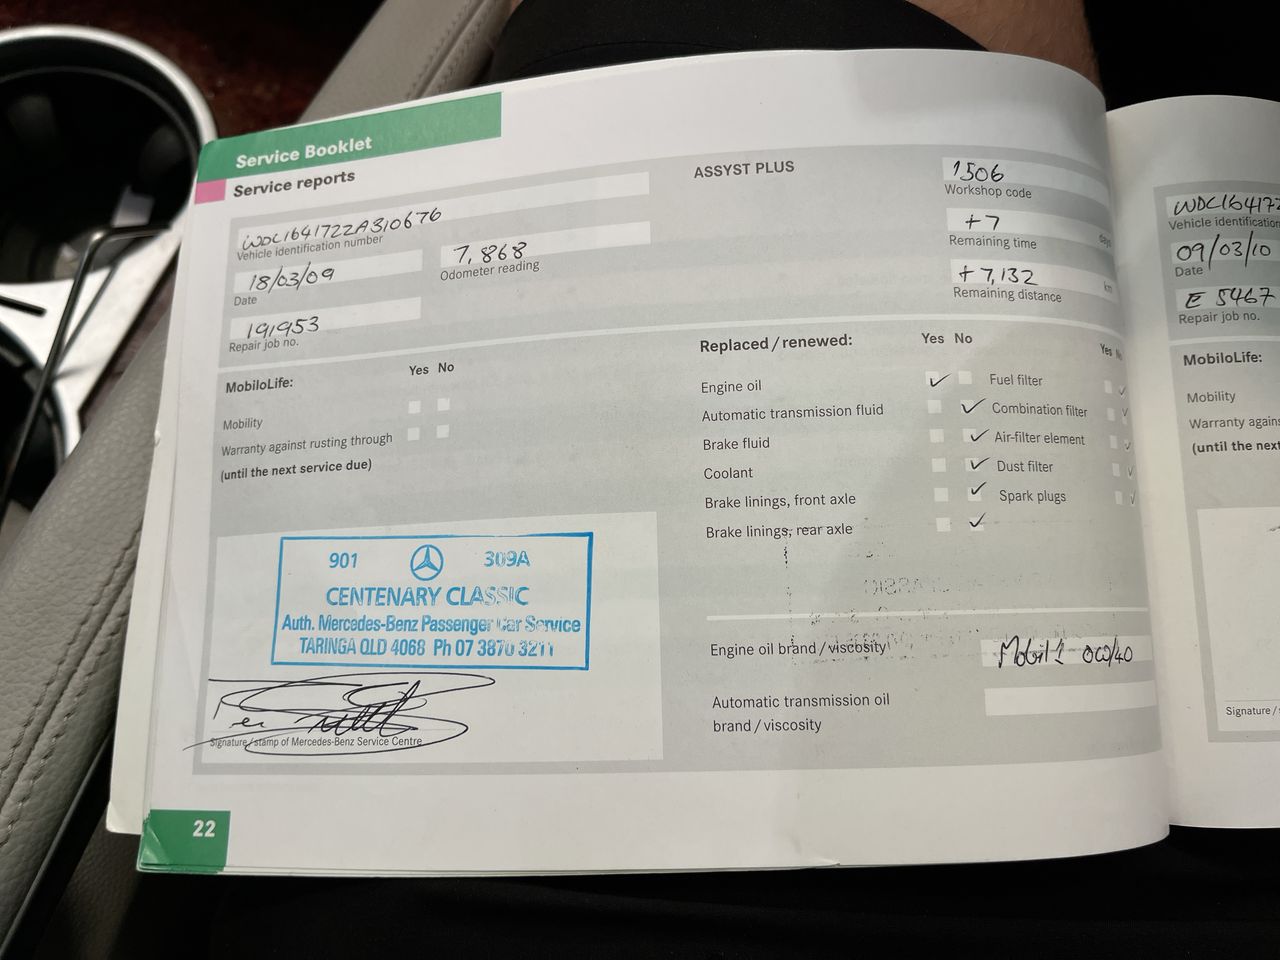 Service Booklet
Service reports
WDC1641722A310676
Vehicle identification number
18/03/09
Date
7,868
Odometer reading
191953
Repair job no.
MobiloLife:
Yes No
Mobility
Warranty against rusting through
(until the next service due)
901 309A
CENTENARY CLASSIC
Auth. Mercedes-Benz Passenger Car Service
TARINGA QLD 4068 Ph 07 3870 3211
Signature/stamp of Mercedes-Benz Service Centre
22
ASSYST PLUS
1506
Workshop code
+7
Remaining time
days
+7,132
Remaining distance
km
Replaced/renewed:
Yes No
Yes No
Engine oil
Fuel filter
Automatic transmission fluid
Combination filter
Brake fluid
Air-filter element
Coolant
Dust filter
Brake linings, front axle
Spark plugs
Brake linings, rear axle
Engine oil brand/viscosity
Mobil 1 0W/40
Automatic transmission oil
brand/viscosity
WDC164172
Vehicle identification
09/03/10
Date
E 5467
Repair job no.
MobiloLife:
Mobility
Warranty agains
(until the next
Signature/